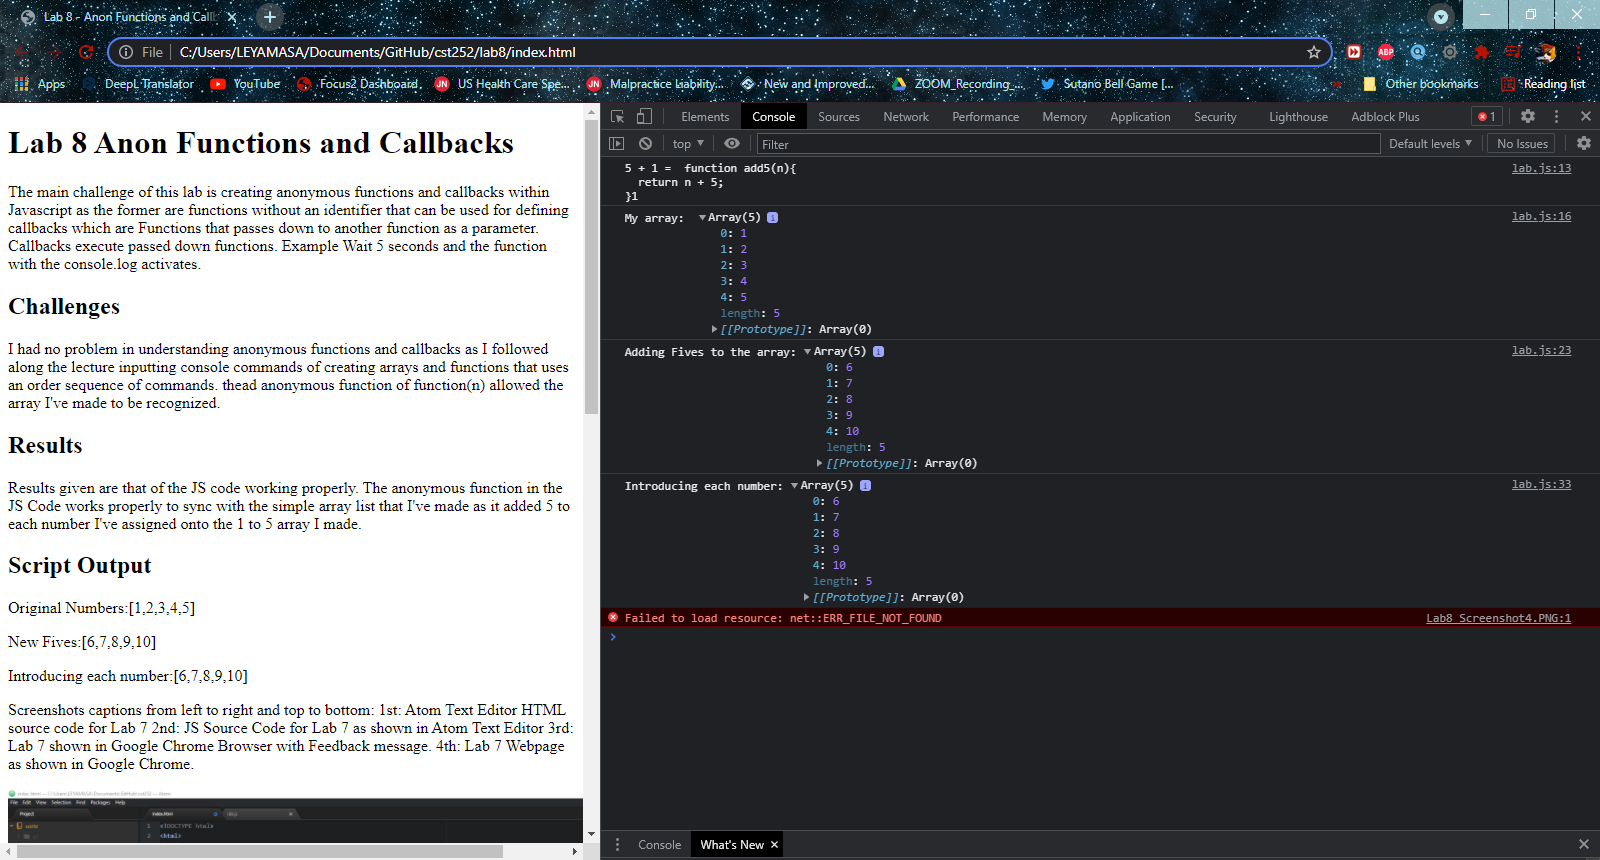 Lab 8 - Anon Functions and Call
File
C:/Users/LEYAMASA/Documents/GitHub/cst252/lab8/index.html
ABP
Apps
DeepL Translator
YouTube
Focus2 Dashboard
JN
US Health Care Spe...
JN
Malpractice Liability...
New and Improved...
ZOOM_Recording_...
Sutano Bell Game [...
»
Other bookmarks
Reading list
Lab 8 Anon Functions and Callbacks
The main challenge of this lab is creating anonymous functions and callbacks within
Javascript as the former are functions without an identifier that can be used for defining
callbacks which are Functions that passes down to another function as a parameter.
Callbacks execute passed down functions. Example Wait 5 seconds and the function
with the console.log activates.
Challenges
I had no problem in understanding anonymous functions and callbacks as I followed
along the lecture inputting console commands of creating arrays and functions that uses
an order sequence of commands. thead anonymous function of function(n) allowed the
array I've made to be recognized.
Results
Results given are that of the JS code working properly. The anonymous function in the
JS Code works properly to sync with the simple array list that I've made as it added 5 to
each number I've assigned onto the 1 to 5 array I made.
Script Output
Original Numbers:[1,2,3,4,5]
New Fives:[6,7,8,9,10]
Introducing each number:[6,7,8,9,10]
Screenshots captions from left to right and top to bottom: 1st: Atom Text Editor HTML
source code for Lab 7 2nd: JS Source Code for Lab 7 as shown in Atom Text Editor 3rd:
Lab 7 shown in Google Chrome Browser with Feedback message. 4th: Lab 7 Webpage
as shown in Google Chrome.
File Edit View Selection Find Packages Help
Project
index.html
1 <!DOCTYPE html>
2 <html>
Elements
Console
Sources
Network
Performance
Memory
Application
Security
Lighthouse
Adblock Plus
1
top
Filter
Default levels
No Issues
5 + 1 =  function add5(n){ lab.js:13
return n + 5;
}1
My array: Array(5) i lab.js:16
0: 1
1: 2
2: 3
3: 4
4: 5
length: 5
[[Prototype]]: Array(0)
Adding Fives to the array: Array(5) i lab.js:23
0: 6
1: 7
2: 8
3: 9
4: 10
length: 5
[[Prototype]]: Array(0)
Introducing each number: Array(5) i lab.js:33
0: 6
1: 7
2: 8
3: 9
4: 10
length: 5
[[Prototype]]: Array(0)
Failed to load resource: net::ERR_FILE_NOT_FOUND Lab8_Screenshot4.PNG:1
Console
What's New